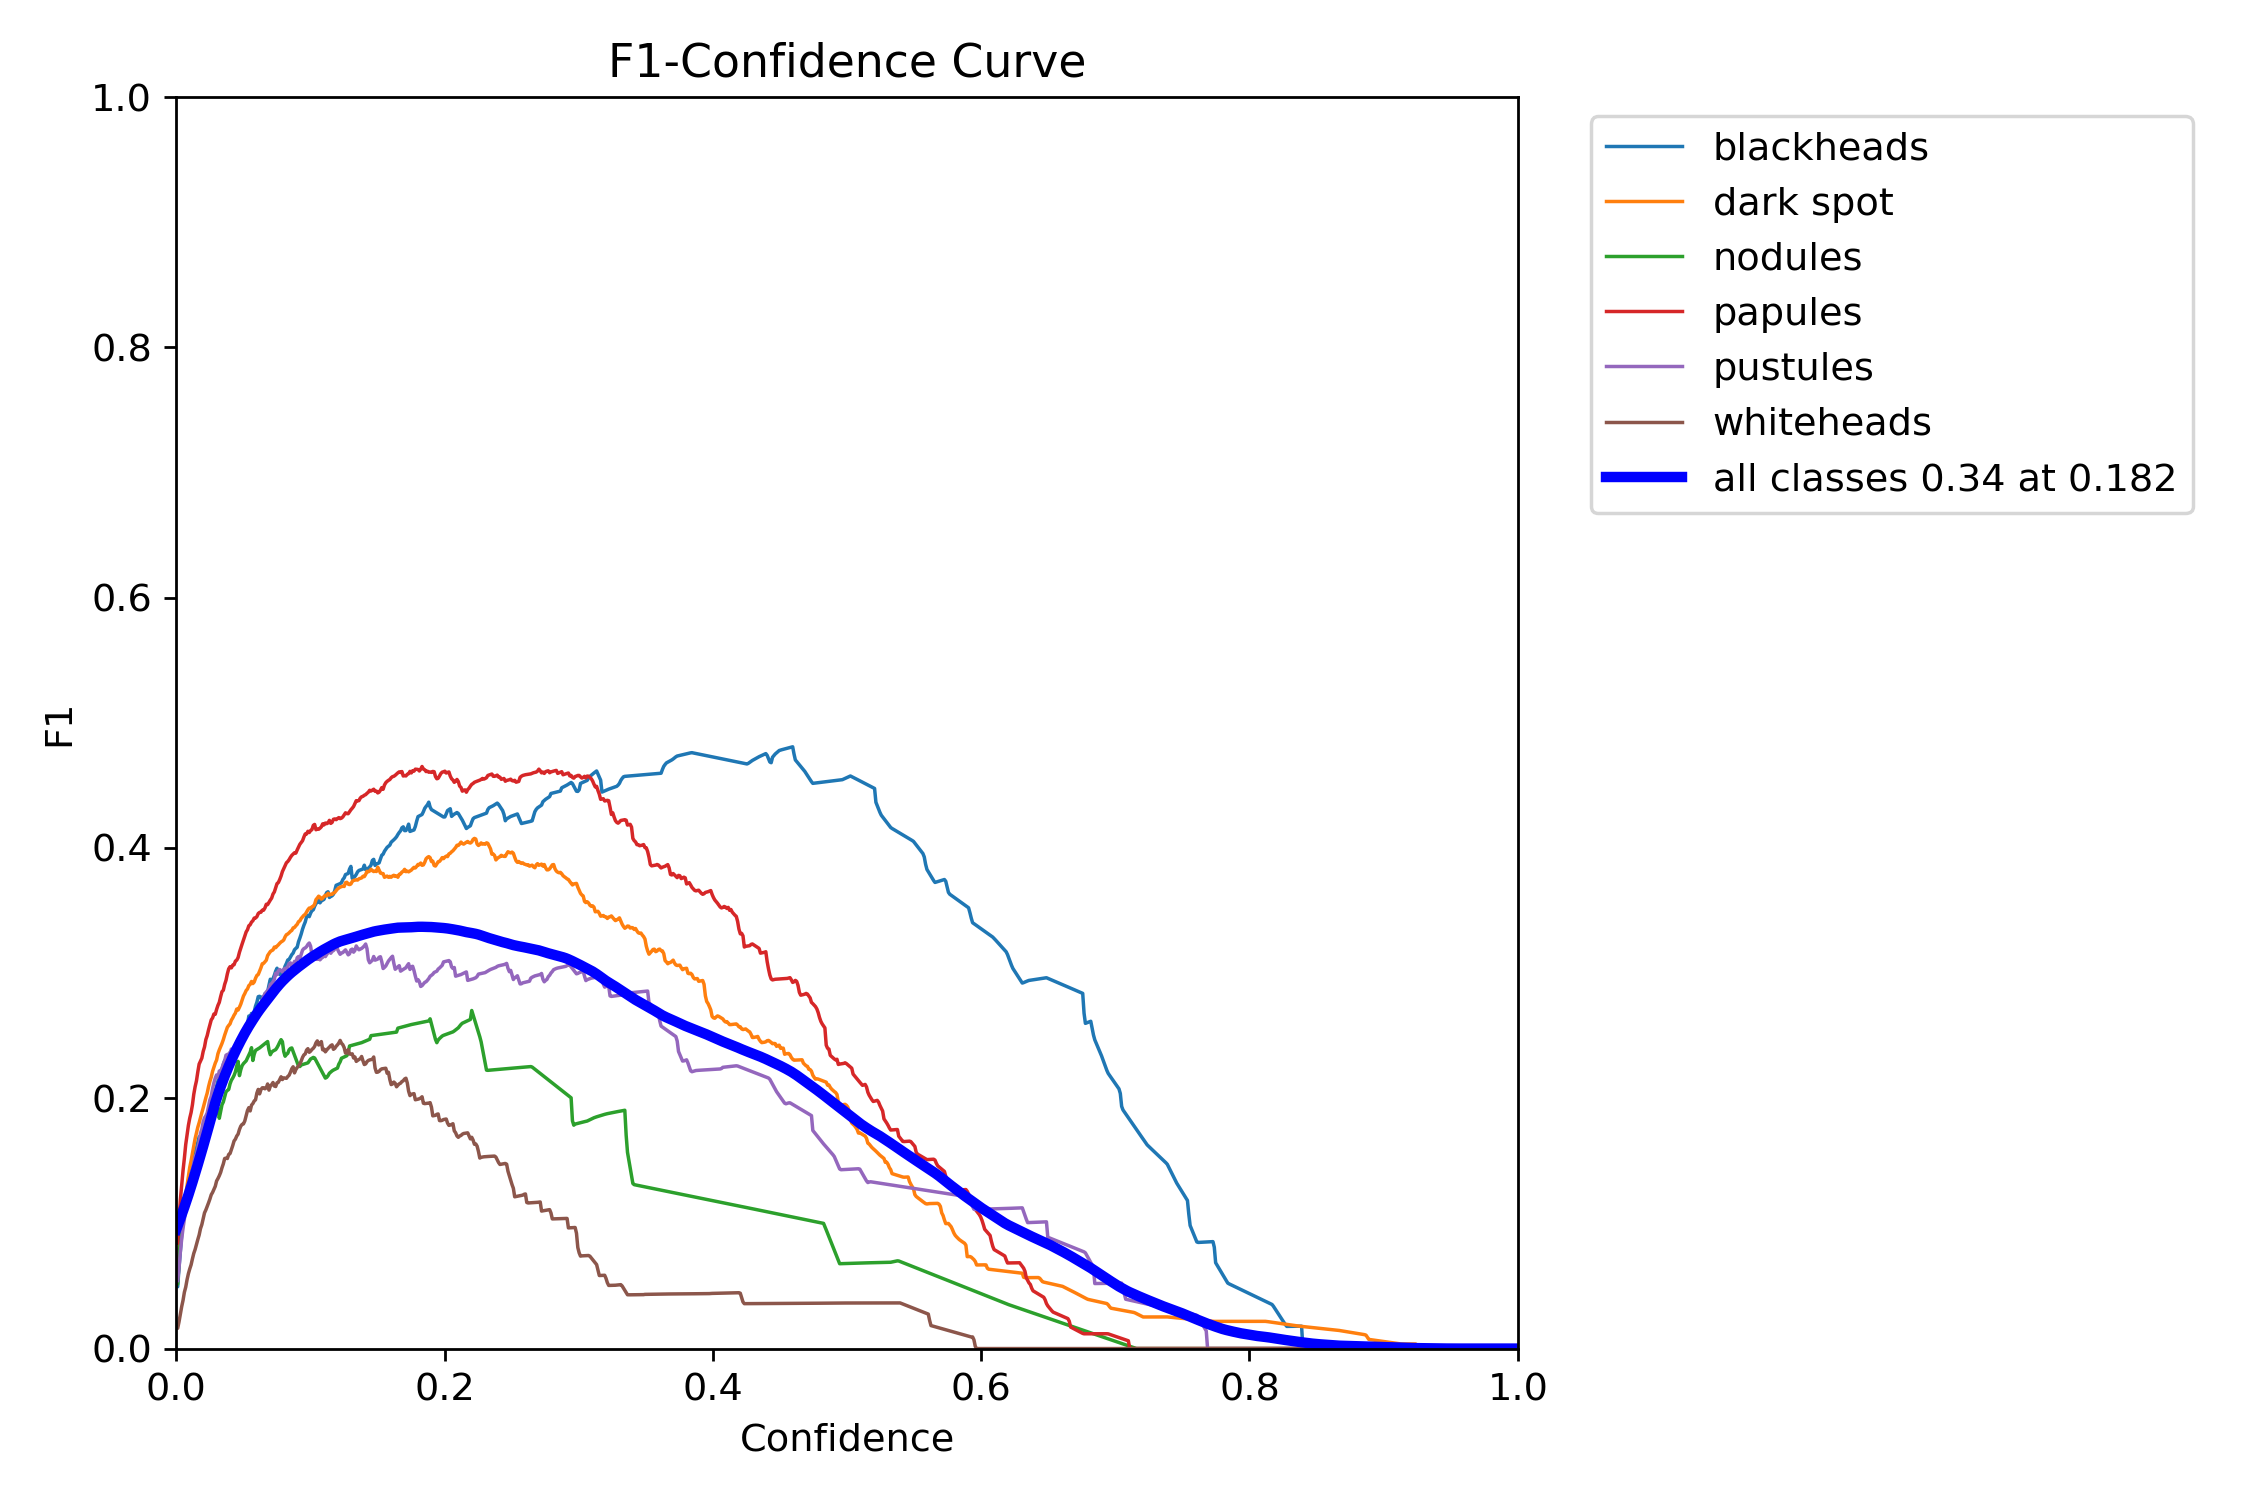 F1-Confidence Curve
1.0
0.8
0.6
0.4
0.2
0.0
F1
0.0 0.2 0.4 0.6 0.8 1.0
Confidence
blackheads
dark spot
nodules
papules
pustules
whiteheads
all classes 0.34 at 0.182